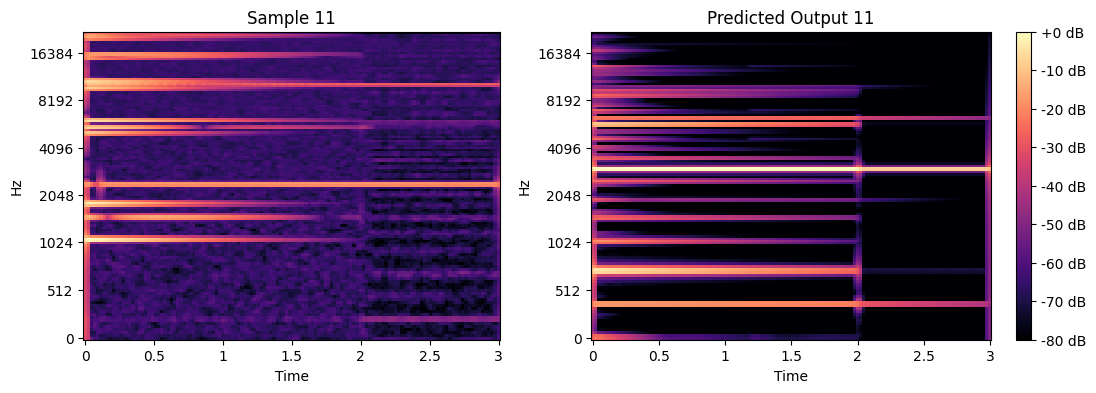 Sample 11
Predicted Output 11
16384
8192
4096
2048
1024
512
0
Hz
0
0.5
1
1.5
2
2.5
3
Time
16384
8192
4096
2048
1024
512
0
Hz
0
0.5
1
1.5
2
2.5
3
Time
+0 dB
-10 dB
-20 dB
-30 dB
-40 dB
-50 dB
-60 dB
-70 dB
-80 dB